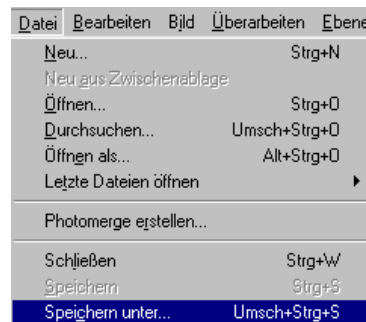 Datei Bearbeiten Bild Überarbeiten Ebene
Neu... Strg+N
Neu aus Zwischenablage
Öffnen... Strg+O
Durchsuchen... Umsch+Strg+O
Öffnen als... Alt+Strg+O
Letzte Dateien öffnen
Photomerge erstellen...
Schließen Strg+W
Speichern Strg+S
Speichern unter... Umsch+Strg+S